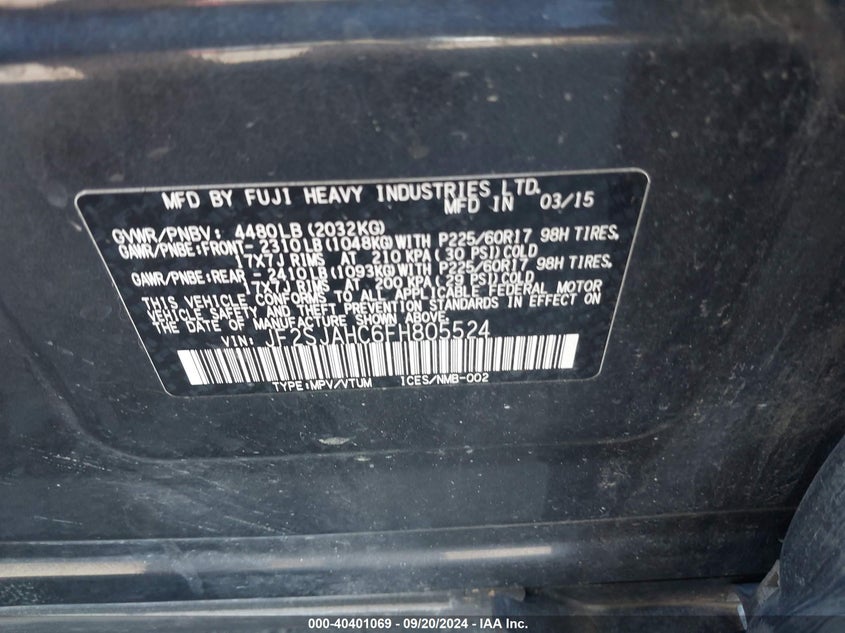 MFD BY FUJI HEAVY INDUSTRIES LTD.
MFD IN 03/15
GVWR/PNBV: 4480LB (2032KG)
GAWR/PNBE:FRONT- 2310 LB (1048KG) WITH P225/60R17 98H TIRES,
17X7J RIMS AT 210 KPA ( 30 PSI) COLD
GAWR/PNBE:REAR - 2410 LB (1093KG) WITH P225/60R17 98H TIRES,
17X7J RIMS AT 200 KPA ( 29 PSI) COLD
THIS VEHICLE CONFORMS TO ALL APPLICABLE FEDERAL MOTOR
VEHICLE SAFETY AND THEFT PREVENTION STANDARDS IN EFFECT ON
THE DATE OF MANUFACTURE SHOWN ABOVE.
VIN: JF2SJAHC6FH805524
TYPE:MPV/VTUM ICES/NMB-002
000-40401069 - 09/20/2024 - IAA Inc.